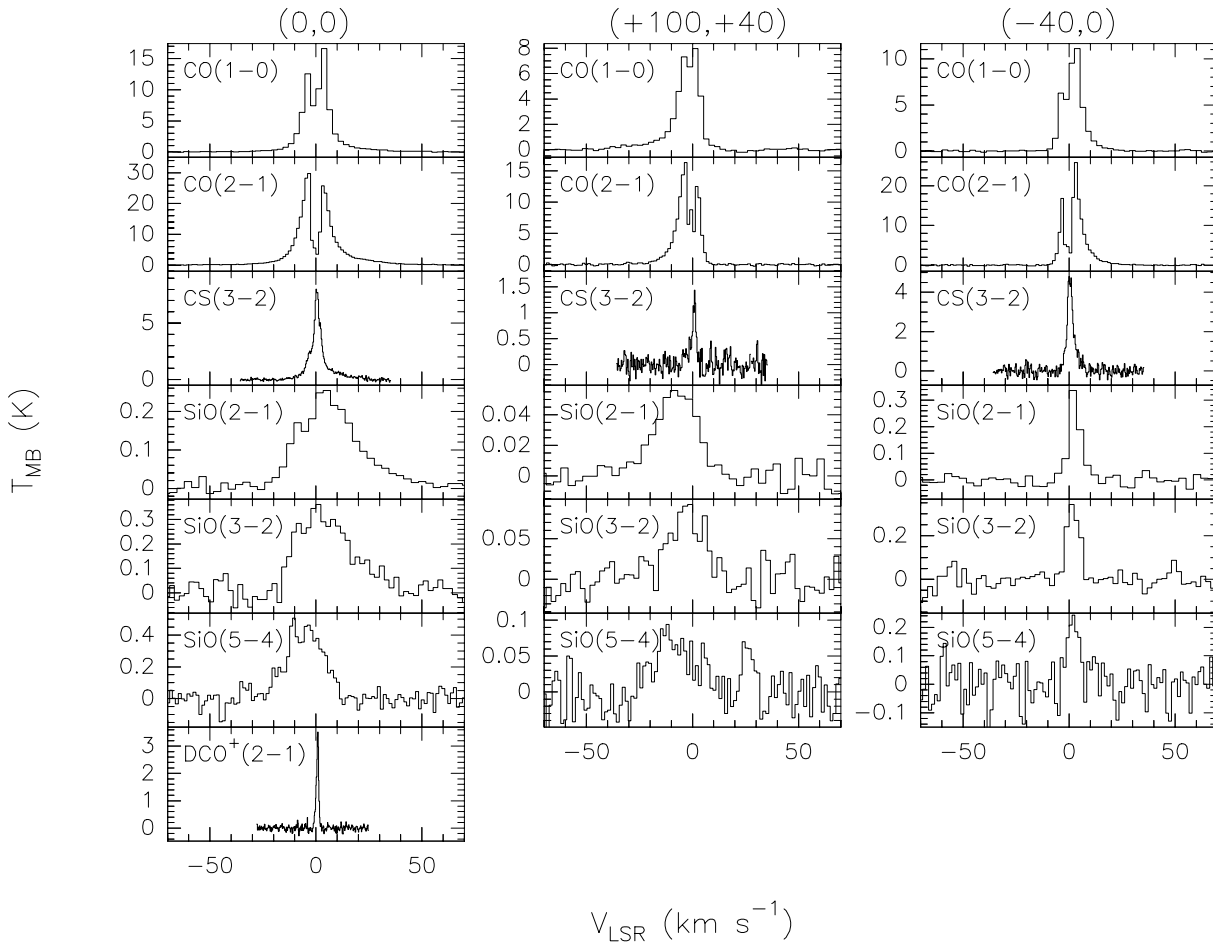 (0,0) (+100,+40) (−40,0)
CO(1−0) CO(1−0) CO(1−0)
15 10 5 0
8 6 4 2 0
10 5 0
CO(2−1) CO(2−1) CO(2−1)
30 20 10 0
15 10 5 0
20 10 0
CS(3−2) CS(3−2) CS(3−2)
5 0
1.5 1 0.5 0
4 2 0
SiO(2−1) SiO(2−1) SiO(2−1)
0.2 0.1 0
0.04 0.02 0
0.3 0.2 0.1 0
SiO(3−2) SiO(3−2) SiO(3−2)
0.3 0.2 0.1 0
0.05 0
0.2 0
SiO(5−4) SiO(5−4) SiO(5−4)
0.4 0.2 0
0.1 0.05 0
0.2 0.1 0 −0.1
DCO⁺(2−1)
3 2 1 0
−50 0 50
−50 0 50
−50 0 50
T_MB (K)
V_LSR (km s⁻¹)